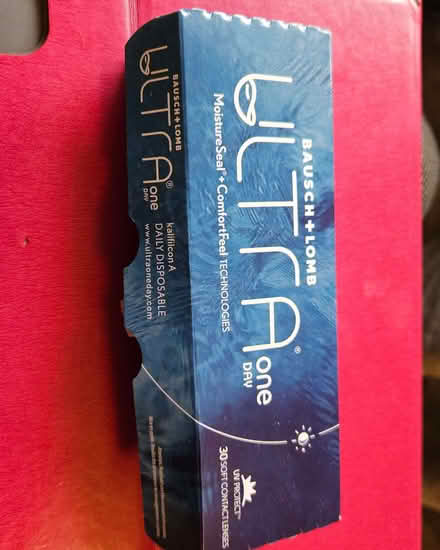 BAUSCH + LOMB
ULTRA®
one
DAY
MoistureSeal® + ComfortFeel TECHNOLOGIES
UV PROTECT™
30 SOFT CONTACT LENSES
BAUSCH + LOMB
ULTRA®
one
DAY
kalifilcon A
DAILY DISPOSABLE
www.ultraoneday.com